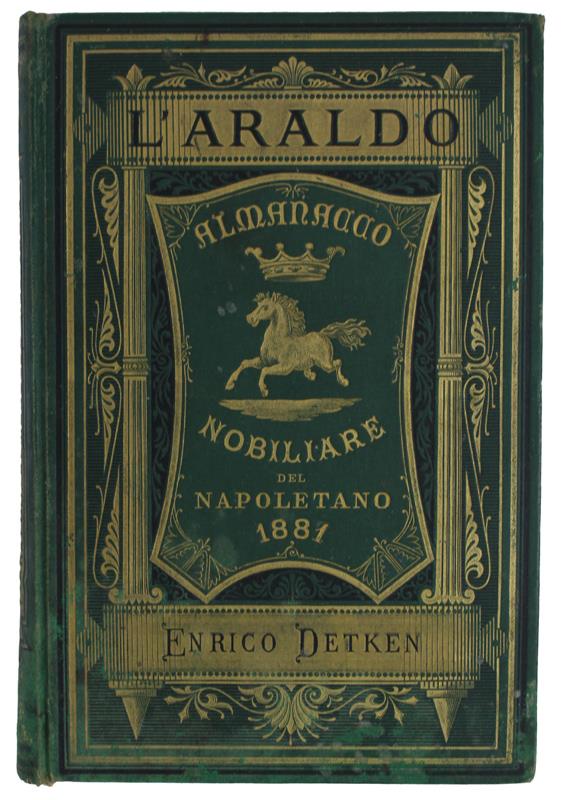 L'ARALDO
ALMANACCO
NOBILIARE
DEL
NAPOLETANO
1881
ENRICO DETKEN